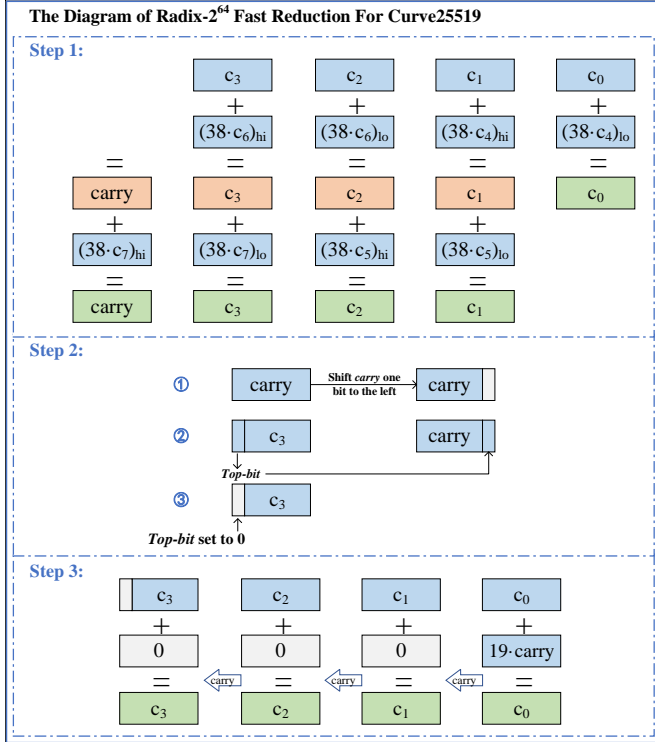 The Diagram of Radix-2^64 Fast Reduction For Curve25519
Step 1:
c₃ c₂ c₁ c₀
+ + + +
(38·c₆)hi (38·c₆)lo (38·c₄)hi (38·c₄)lo
= = = = =
carry c₃ c₂ c₁ c₀
+ + + +
(38·c₇)hi (38·c₇)lo (38·c₅)hi (38·c₅)lo
= = = =
carry c₃ c₂ c₁
Step 2:
① carry Shift carry one
bit to the left carry
② c₃ carry
Top-bit
③ c₃
Top-bit set to 0
Step 3:
c₃ c₂ c₁ c₀
+ + + +
0 0 0 19·carry
= carry = carry = carry =
c₃ c₂ c₁ c₀